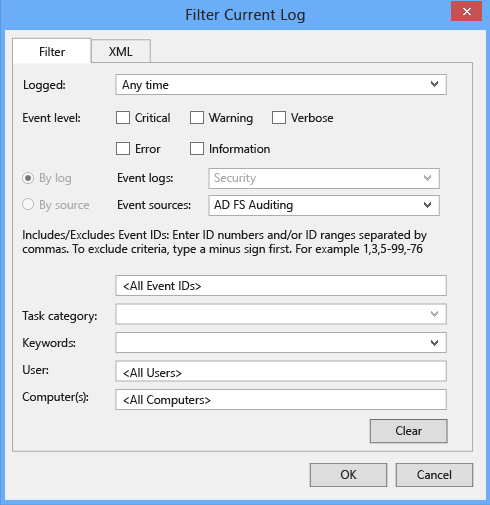 Filter Current Log
Filter XML
Logged: Any time
Event level: Critical Warning Verbose
Error Information
By log Event logs: Security
By source Event sources: AD FS Auditing
Includes/Excludes Event IDs: Enter ID numbers and/or ID ranges separated by
commas. To exclude criteria, type a minus sign first. For example 1,3,5-99,-76
<All Event IDs>
Task category:
Keywords:
User: <All Users>
Computer(s): <All Computers>
Clear
OK Cancel